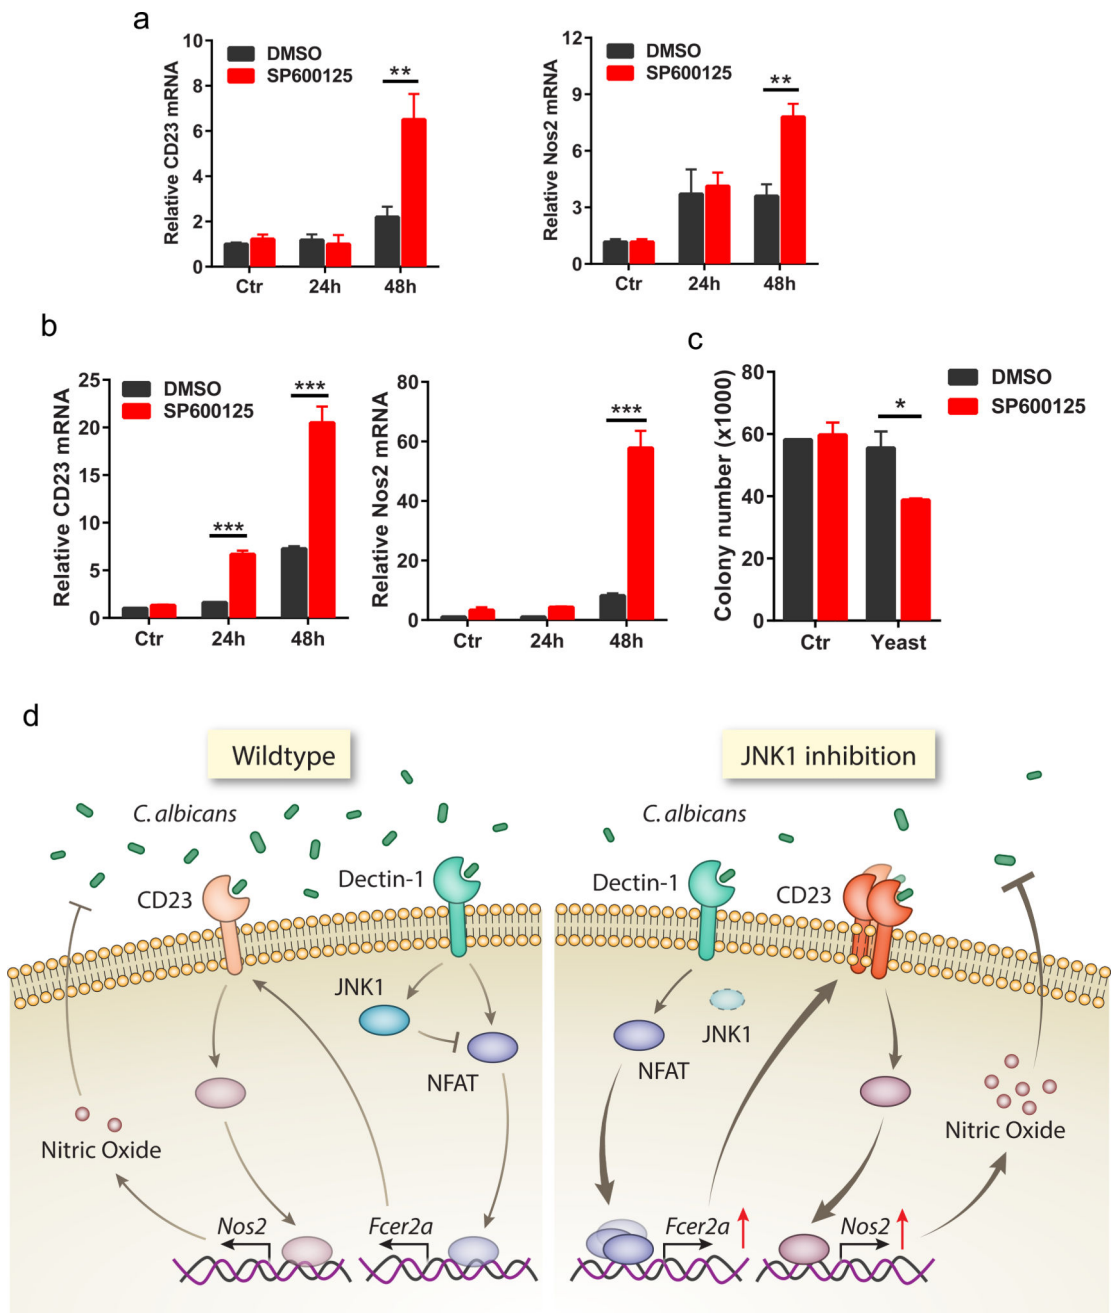 a
Relative CD23 mRNA
10
8
6
4
2
0
DMSO
SP600125
**
Ctr
24h
48h
Relative Nos2 mRNA
12
9
6
3
0
DMSO
SP600125
**
Ctr
24h
48h
b
Relative CD23 mRNA
25
20
15
10
5
0
DMSO
SP600125
***
***
Ctr
24h
48h
Relative Nos2 mRNA
80
60
40
20
0
***
Ctr
24h
48h
c
Colony number (x1000)
80
60
40
20
0
DMSO
SP600125
*
Ctr
Yeast
d
Wildtype
C. albicans
CD23
Dectin-1
JNK1
NFAT
Nitric Oxide
Nos2
Fcer2a
JNK1 inhibition
C. albicans
Dectin-1
CD23
JNK1
NFAT
Nitric Oxide
Fcer2a
Nos2